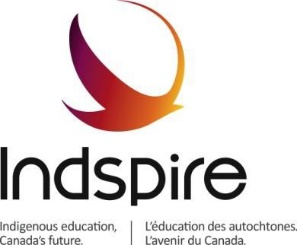 Indspire
Indigenous education,
Canada's future.
L'éducation des autochtones.
L'avenir du Canada.